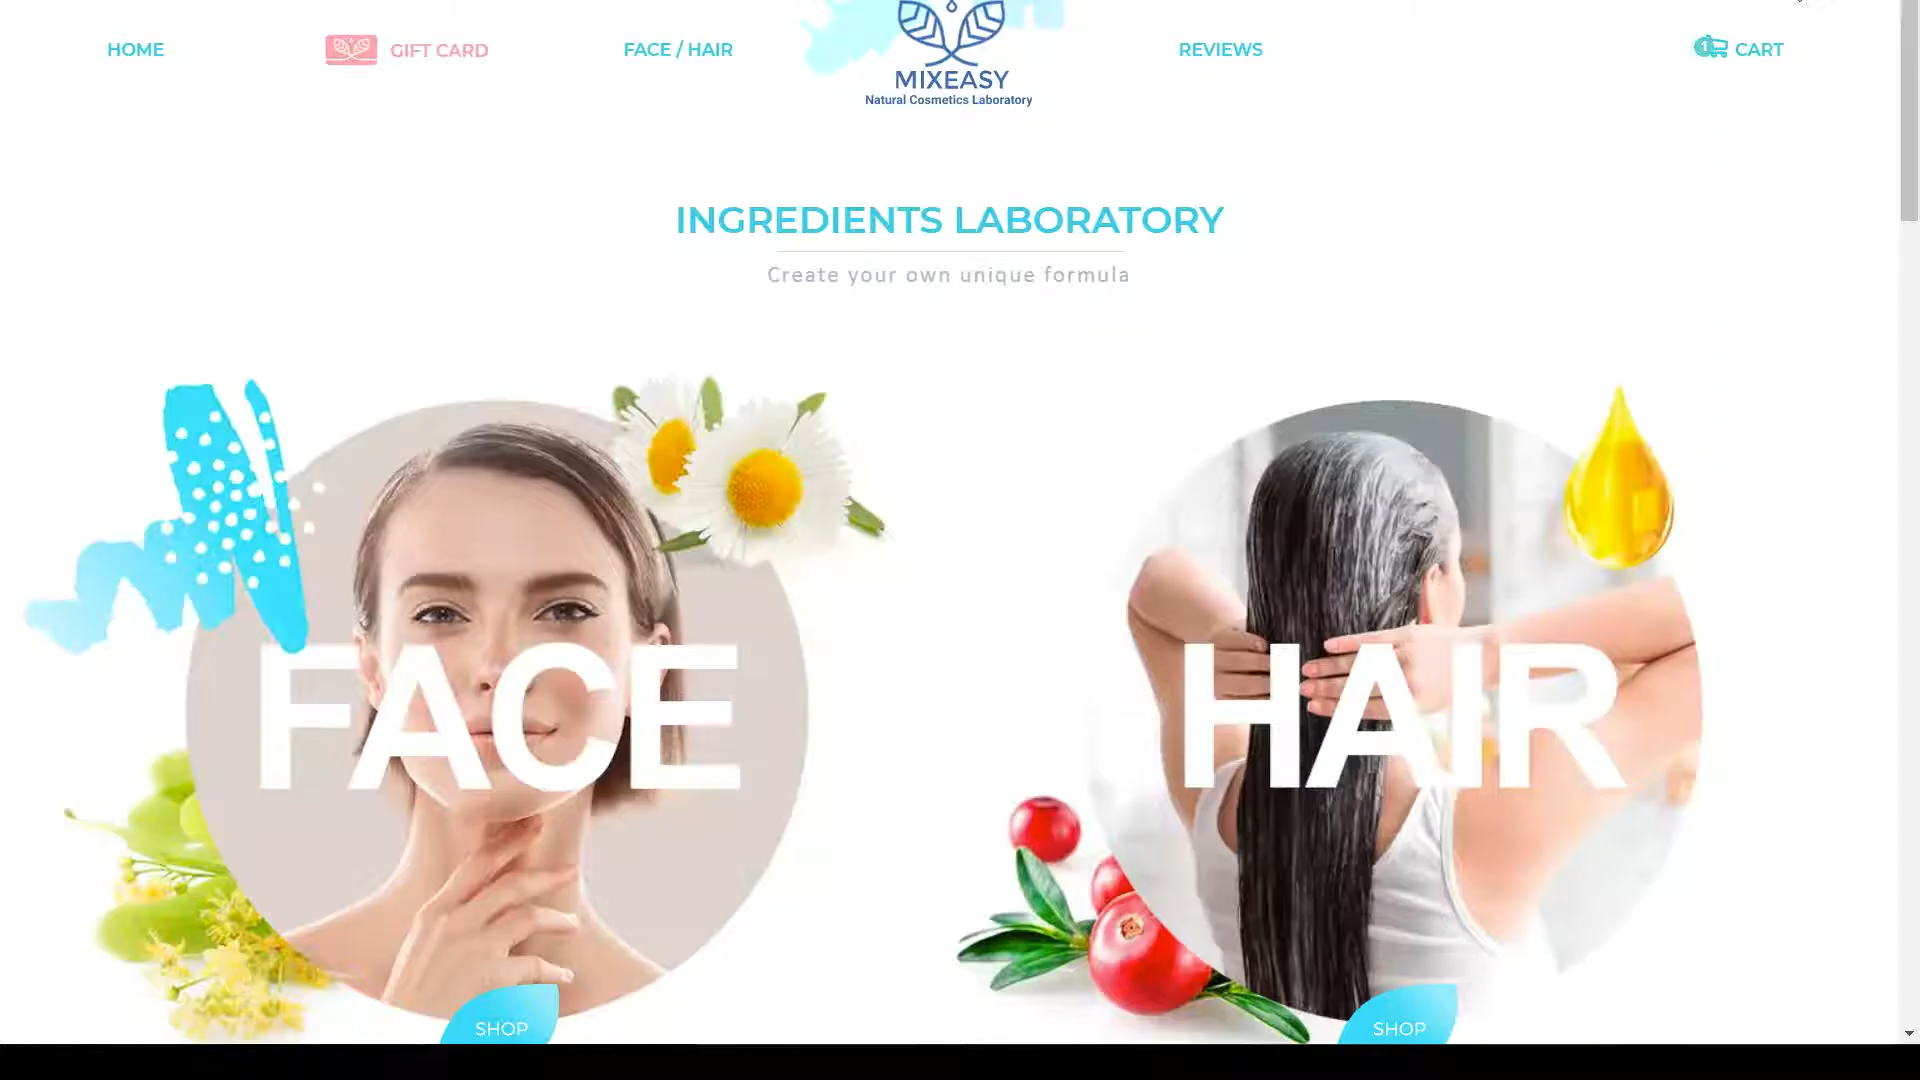 HOME
GIFT CARD
FACE / HAIR
MIXEASY
Natural Cosmetics Laboratory
REVIEWS
1
CART
INGREDIENTS LABORATORY
Create your own unique formula
FACE
HAIR
SHOP
SHOP